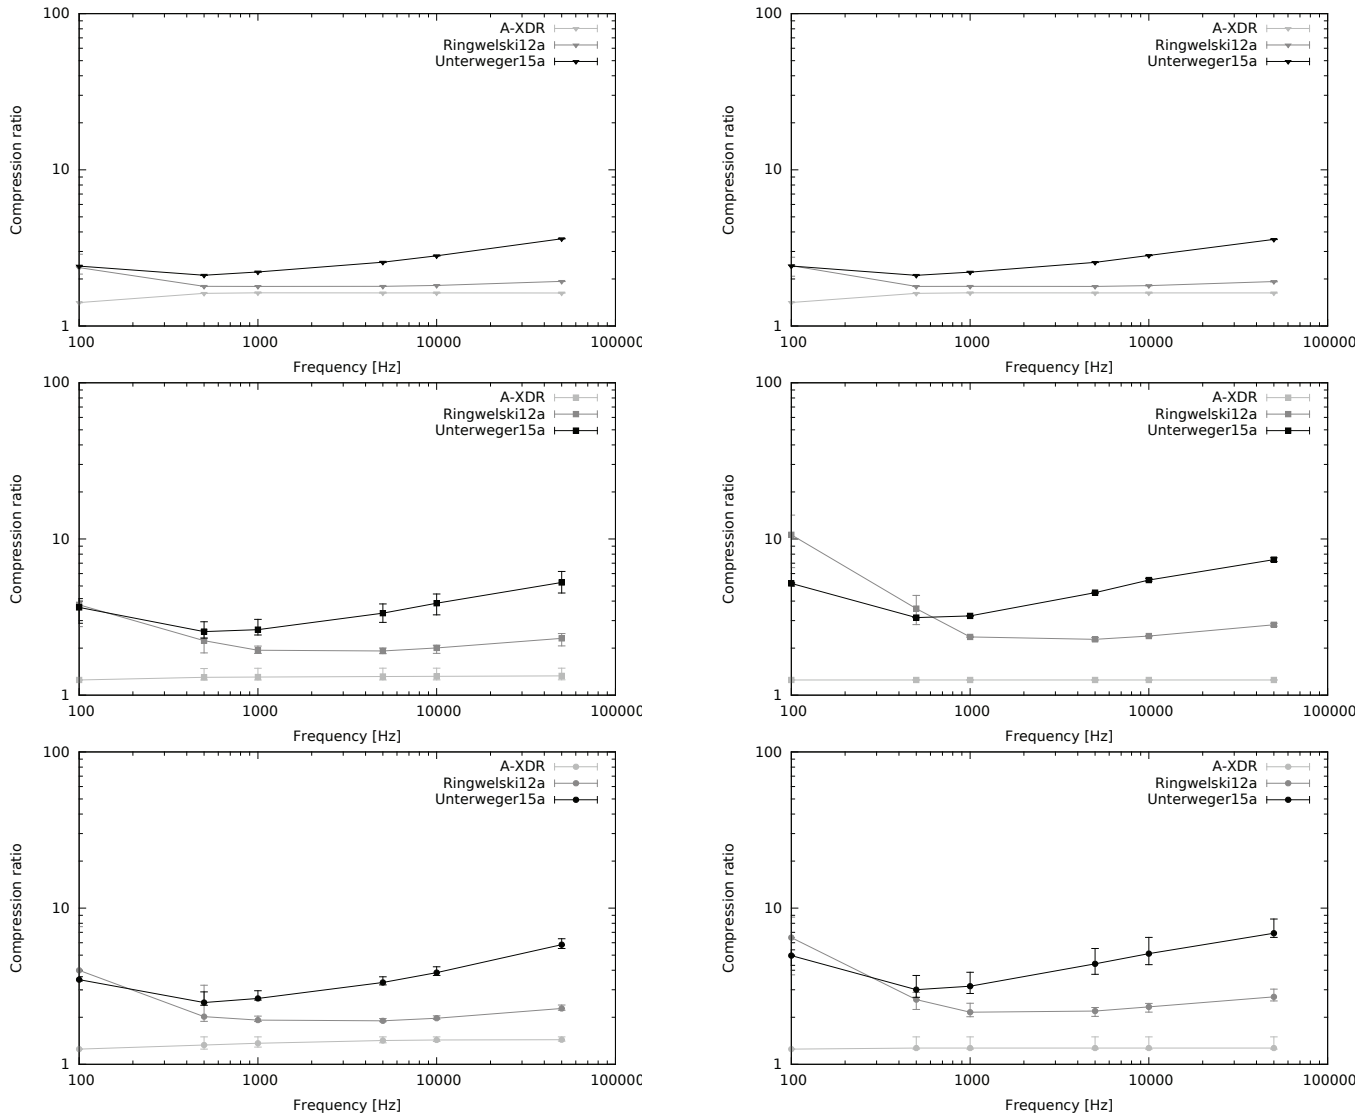 100
10
1
100
1000
10000
100000
Compression ratio
Frequency [Hz]
A-XDR
Ringwelski12a
Unterweger15a
100
10
1
100
1000
10000
100000
Compression ratio
Frequency [Hz]
A-XDR
Ringwelski12a
Unterweger15a
100
10
1
100
1000
10000
100000
Compression ratio
Frequency [Hz]
A-XDR
Ringwelski12a
Unterweger15a
100
10
1
100
1000
10000
100000
Compression ratio
Frequency [Hz]
A-XDR
Ringwelski12a
Unterweger15a
100
10
1
100
1000
10000
100000
Compression ratio
Frequency [Hz]
A-XDR
Ringwelski12a
Unterweger15a
100
10
1
100
1000
10000
100000
Compression ratio
Frequency [Hz]
A-XDR
Ringwelski12a
Unterweger15a